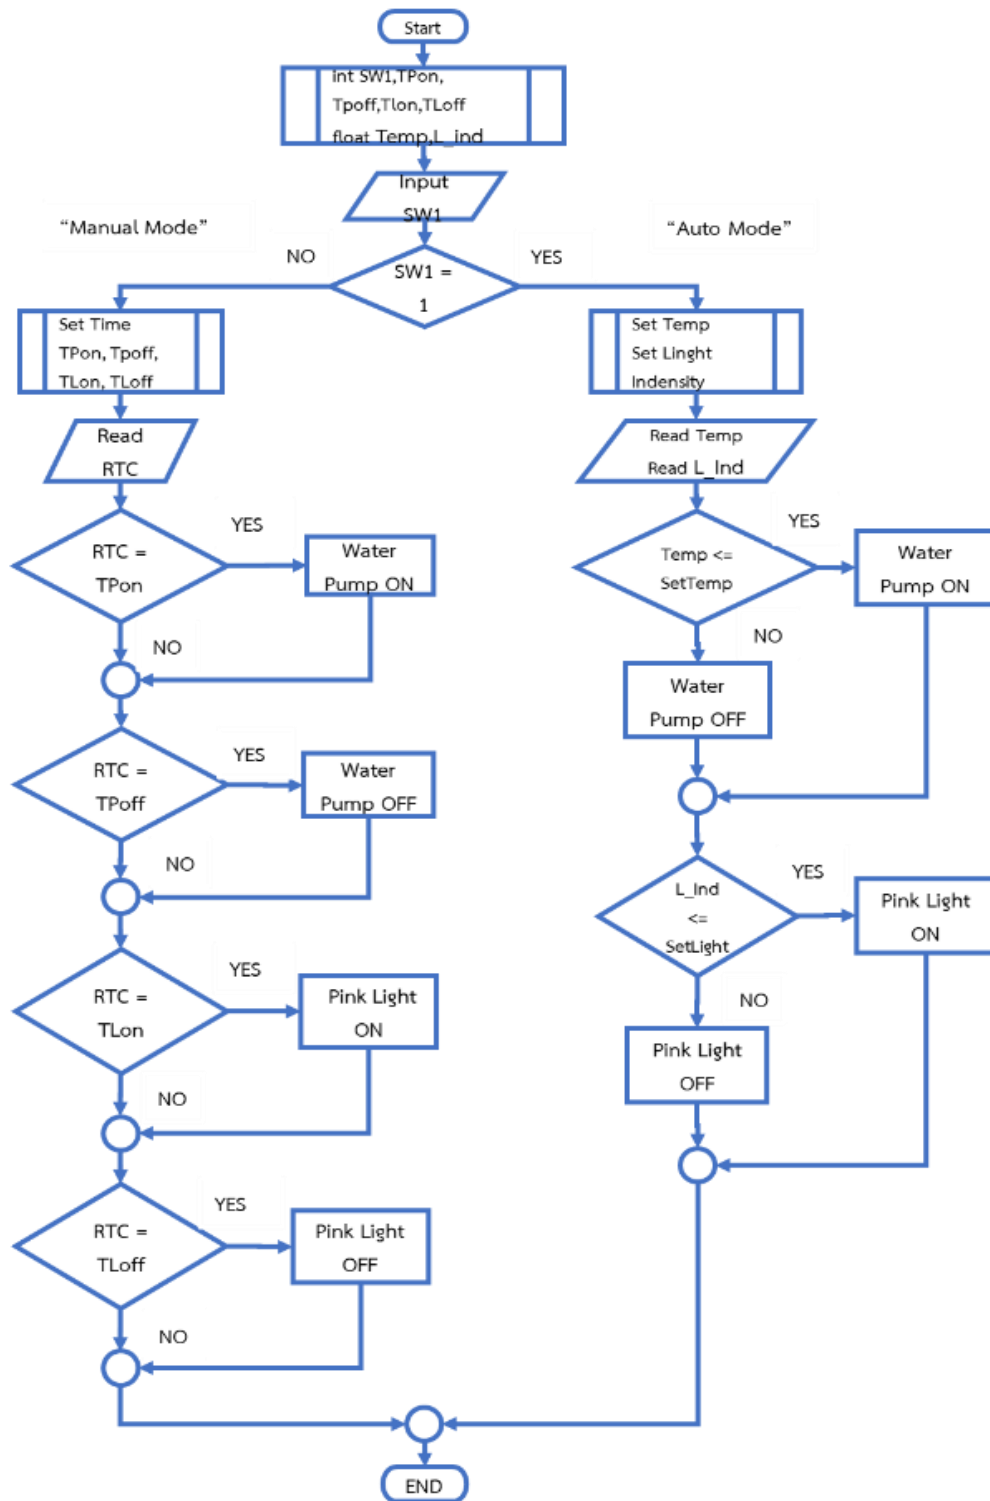 Start
int SW1,TPon,
Tpoff,Tlon,TLoff
float Temp,L_ind
Input
SW1
"Manual Mode"
"Auto Mode"
NO
YES
SW1 =
1
Set Time
TPon, Tpoff,
TLon, TLoff
Read
RTC
RTC =
TPon
YES
Water
Pump ON
NO
RTC =
TPoff
YES
Water
Pump OFF
NO
RTC =
TLon
YES
Pink Light
ON
NO
RTC =
TLoff
YES
Pink Light
OFF
NO
Set Temp
Set Linght
Indensity
Read Temp
Read L_Ind
Temp <=
SetTemp
YES
Water
Pump ON
NO
Water
Pump OFF
L_Ind
<=
SetLight
YES
Pink Light
ON
NO
Pink Light
OFF
END